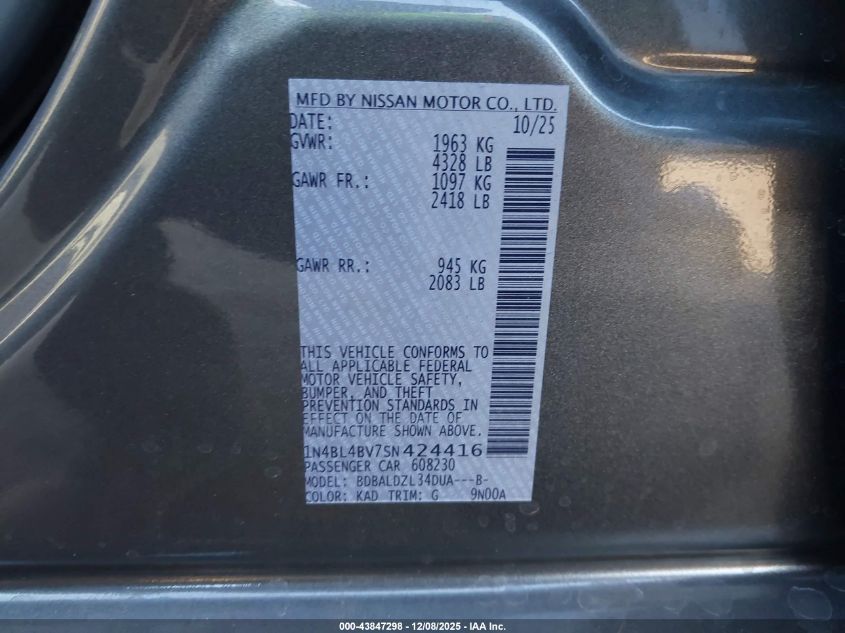 MFD BY NISSAN MOTOR CO., LTD.
DATE: 10/25
GVWR: 1963 KG
4328 LB
GAWR FR.: 1097 KG
2418 LB
GAWR RR.: 945 KG
2083 LB
THIS VEHICLE CONFORMS TO
ALL APPLICABLE FEDERAL
MOTOR VEHICLE SAFETY,
BUMPER, AND THEFT
PREVENTION STANDARDS IN
EFFECT ON THE DATE OF
MANUFACTURE SHOWN ABOVE.
1N4BL4BV7SN424416
PASSENGER CAR 608230
MODEL: BDBALDZL34DUA---B-
COLOR: KAD TRIM: G 9N00A
000-43847298 - 12/08/2025 - IAA Inc.